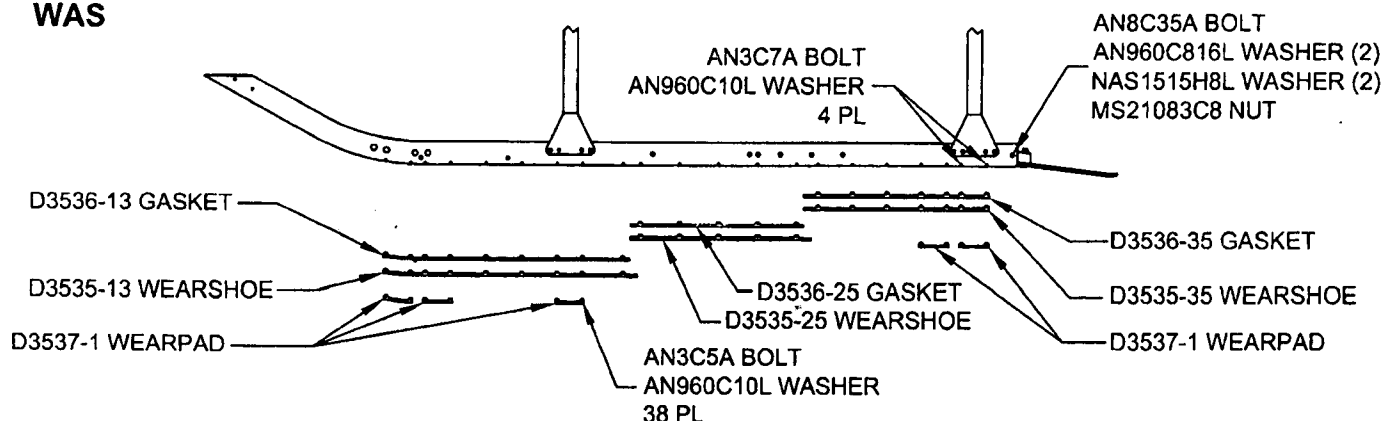 WAS
AN3C7A BOLT
AN960C10L WASHER
4 PL
AN8C35A BOLT
AN960C816L WASHER (2)
NAS1515H8L WASHER (2)
MS21083C8 NUT
D3536-13 GASKET
D3535-13 WEARSHOE
D3537-1 WEARPAD
D3536-25 GASKET
D3535-25 WEARSHOE
AN3C5A BOLT
AN960C10L WASHER
38 PL
D3536-35 GASKET
D3535-35 WEARSHOE
D3537-1 WEARPAD